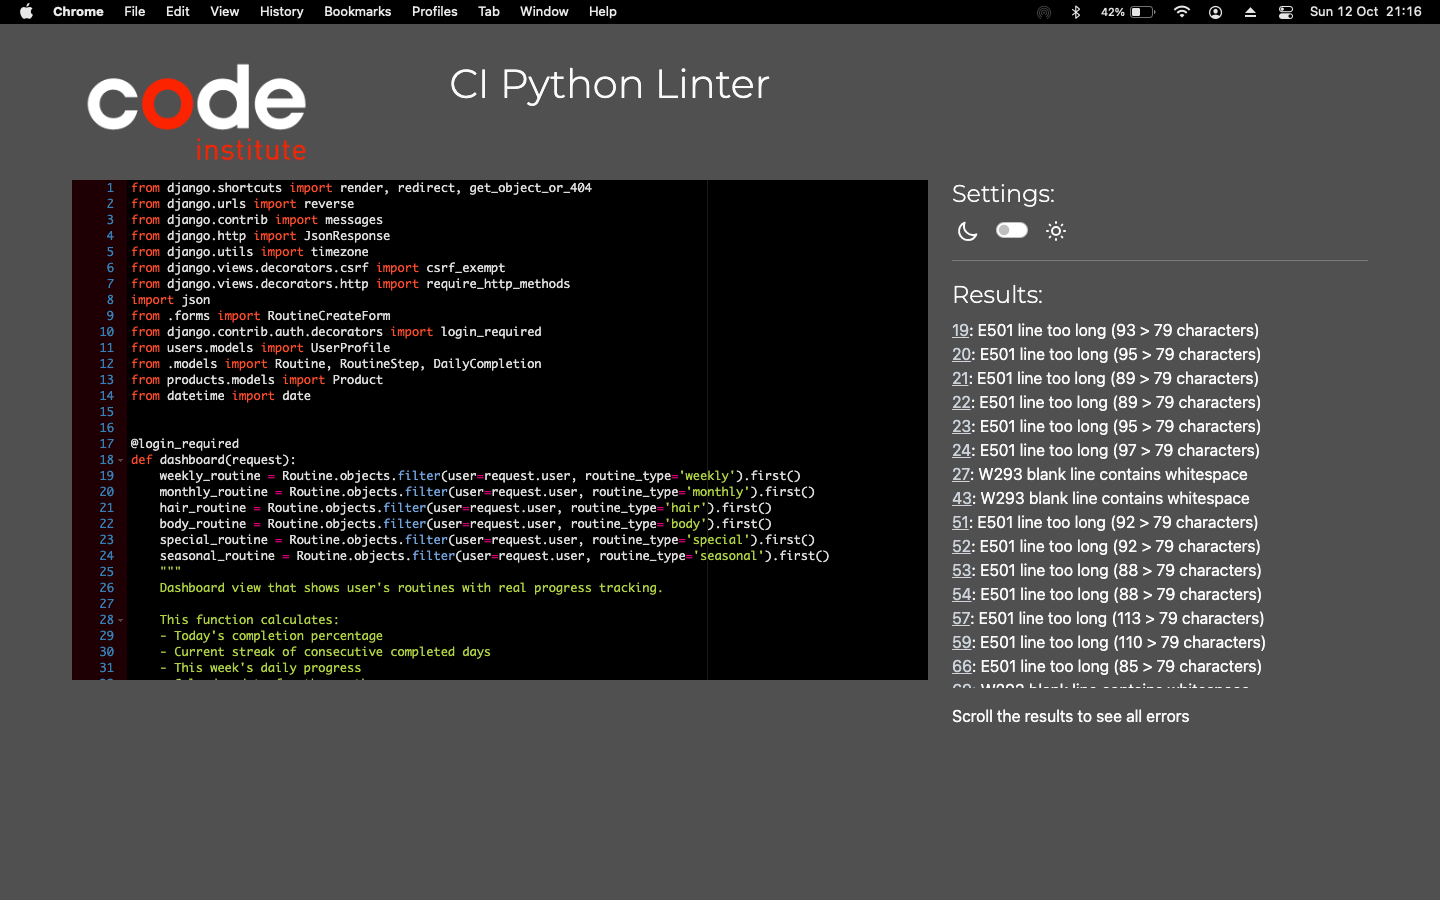 Chrome File Edit View History Bookmarks Profiles Tab Window Help 42% Sun 12 Oct 21:16
code
institute
CI Python Linter
1 from django.shortcuts import render, redirect, get_object_or_404
2 from django.urls import reverse
3 from django.contrib import messages
4 from django.http import JsonResponse
5 from django.utils import timezone
6 from django.views.decorators.csrf import csrf_exempt
7 from django.views.decorators.http import require_http_methods
8 import json
9 from .forms import RoutineCreateForm
10 from django.contrib.auth.decorators import login_required
11 from users.models import UserProfile
12 from .models import Routine, RoutineStep, DailyCompletion
13 from products.models import Product
14 from datetime import date
15
16
17 @login_required
18 def dashboard(request):
19     weekly_routine = Routine.objects.filter(user=request.user, routine_type='weekly').first()
20     monthly_routine = Routine.objects.filter(user=request.user, routine_type='monthly').first()
21     hair_routine = Routine.objects.filter(user=request.user, routine_type='hair').first()
22     body_routine = Routine.objects.filter(user=request.user, routine_type='body').first()
23     special_routine = Routine.objects.filter(user=request.user, routine_type='special').first()
24     seasonal_routine = Routine.objects.filter(user=request.user, routine_type='seasonal').first()
25     """
26     Dashboard view that shows user's routines with real progress tracking.
27
28     This function calculates:
29     - Today's completion percentage
30     - Current streak of consecutive completed days
31     - This week's daily progress
Settings:
Results:
19: E501 line too long (93 > 79 characters)
20: E501 line too long (95 > 79 characters)
21: E501 line too long (89 > 79 characters)
22: E501 line too long (89 > 79 characters)
23: E501 line too long (95 > 79 characters)
24: E501 line too long (97 > 79 characters)
27: W293 blank line contains whitespace
43: W293 blank line contains whitespace
51: E501 line too long (92 > 79 characters)
52: E501 line too long (92 > 79 characters)
53: E501 line too long (88 > 79 characters)
54: E501 line too long (88 > 79 characters)
57: E501 line too long (113 > 79 characters)
59: E501 line too long (110 > 79 characters)
66: E501 line too long (85 > 79 characters)
Scroll the results to see all errors